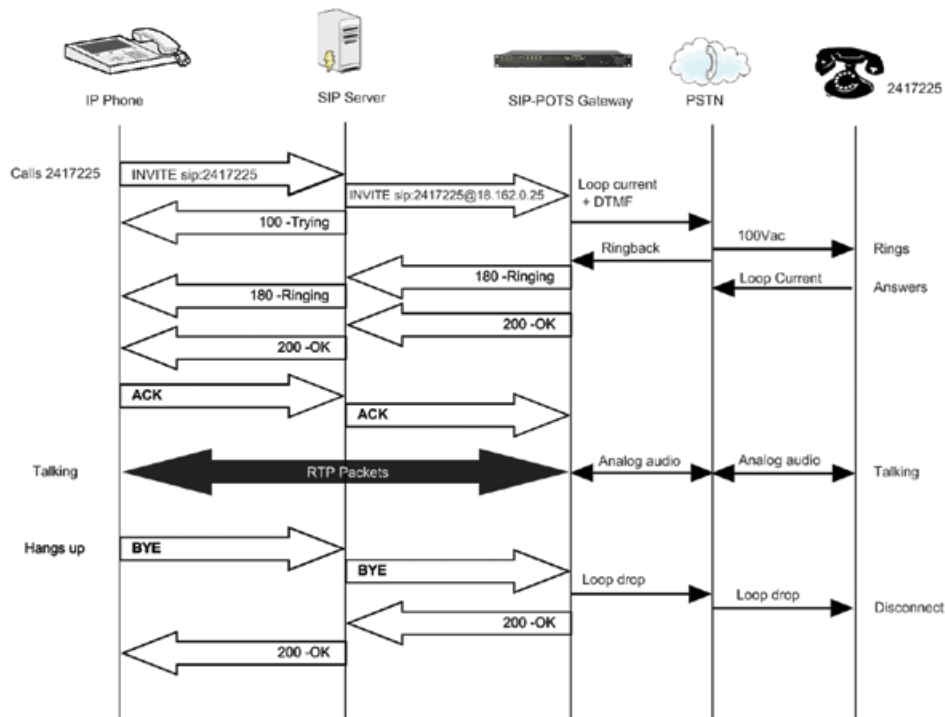 IP Phone
SIP Server
SIP-POTS Gateway
PSTN
2417225
Calls 2417225
INVITE sip:2417225
INVITE sip:2417225@18.162.0.25
Loop current
+ DTMF
100 -Trying
100Vac
Rings
Ringback
180 -Ringing
Loop Current
Answers
180 -Ringing
200 -OK
200 -OK
ACK
ACK
Talking
RTP Packets
Analog audio
Analog audio
Talking
Hangs up
BYE
BYE
Loop drop
Loop drop
Disconnect
200 -OK
200 -OK